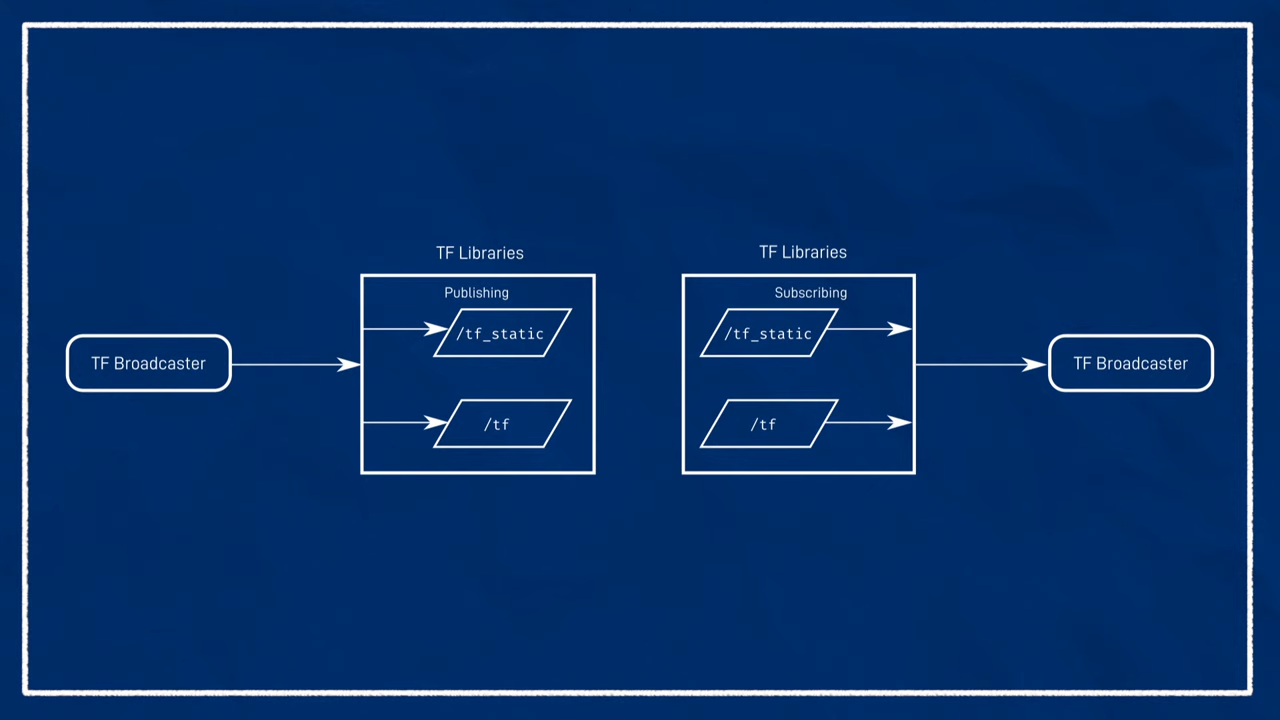 TF Libraries
TF Libraries
Publishing
Subscribing
/tf_static
/tf_static
TF Broadcaster
TF Broadcaster
/tf
/tf